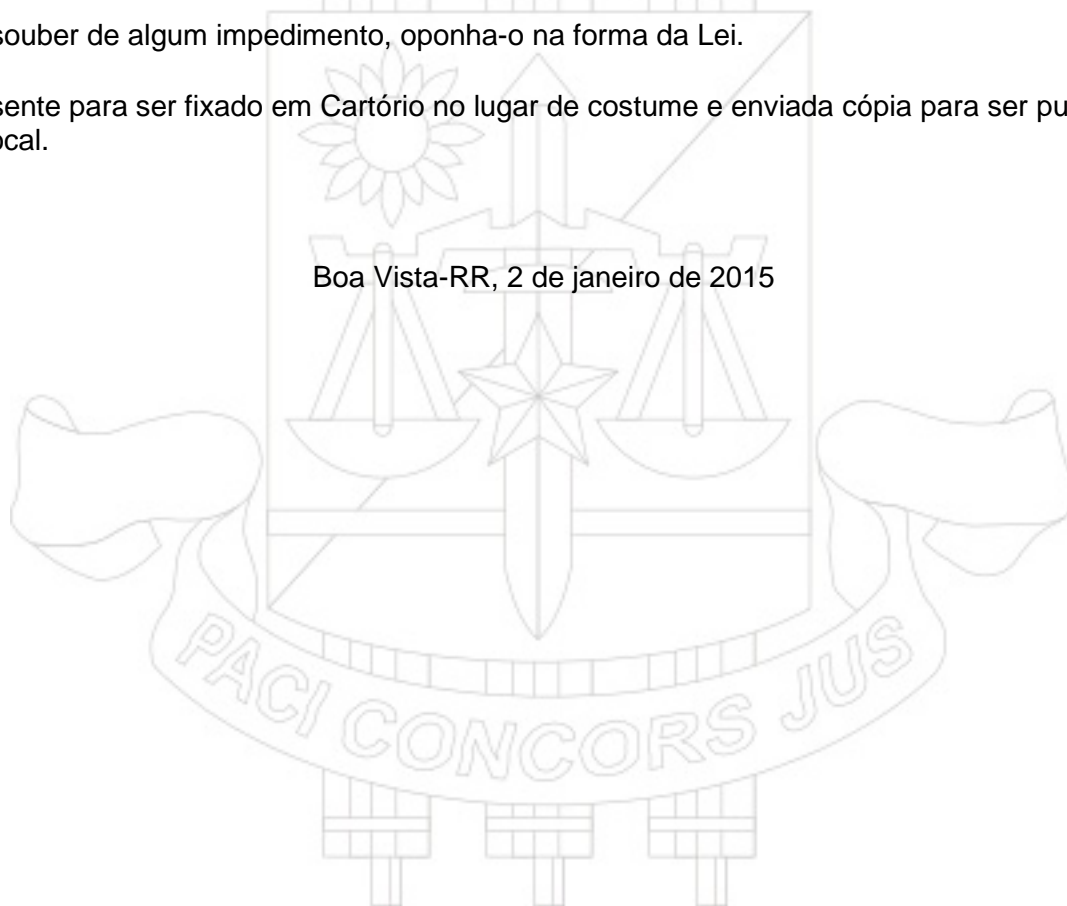 souber de algum impedimento, oponha-o na forma da Lei.
sente para ser fixado em Cartório no lugar de costume e enviada cópia para ser pu
ocal.
Boa Vista-RR, 2 de janeiro de 2015
PACI CONCORS JUS